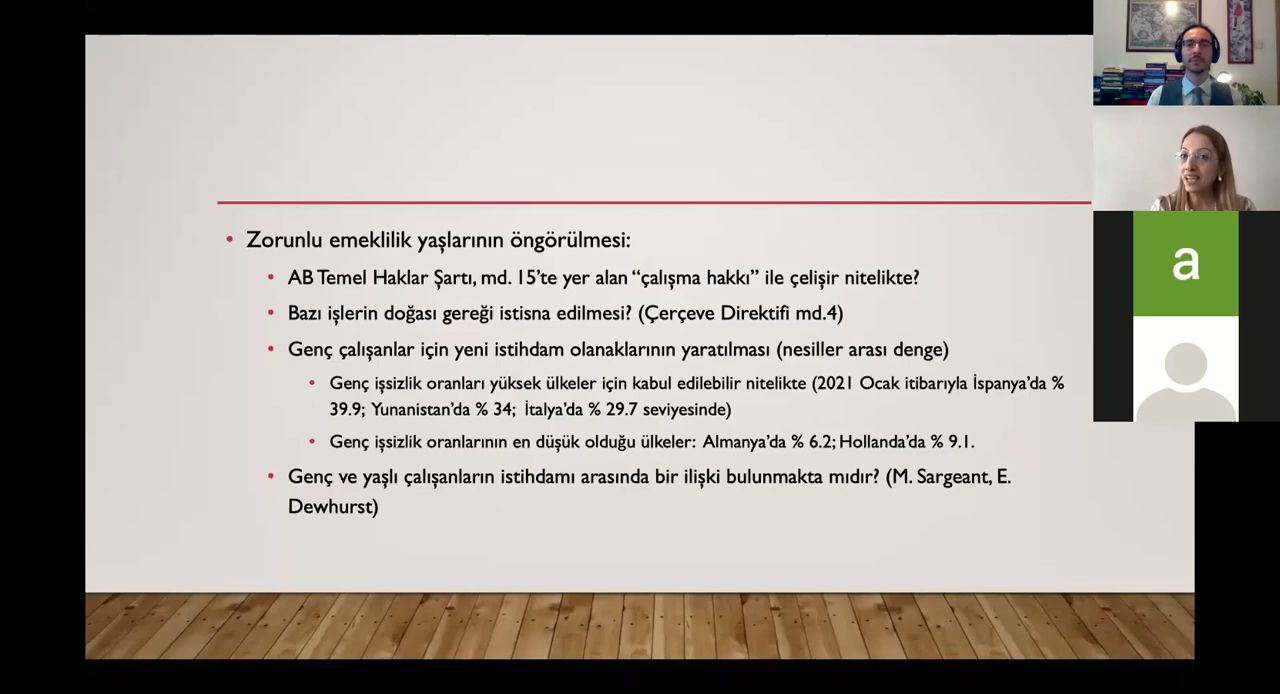 Zorunlu emeklilik yaşlarının öngörülmesi:
AB Temel Haklar Şartı, md. 15’te yer alan “çalışma hakkı” ile çelişir nitelikte?
Bazı işlerin doğası gereği istisna edilmesi? (Çerçeve Direktifi md.4)
Genç çalışanlar için yeni istihdam olanaklarının yaratılması (nesiller arası denge)
Genç işsizlik oranları yüksek ülkeler için kabul edilebilir nitelikte (2021 Ocak itibarıyla İspanya’da %
39.9; Yunanistan’da % 34; İtalya’da % 29.7 seviyesinde)
Genç işsizlik oranlarının en düşük olduğu ülkeler: Almanya’da % 6.2; Hollanda’da % 9.1.
Genç ve yaşlı çalışanların istihdamı arasında bir ilişki bulunmakta mıdır? (M. Sargeant, E.
Dewhurst)
a